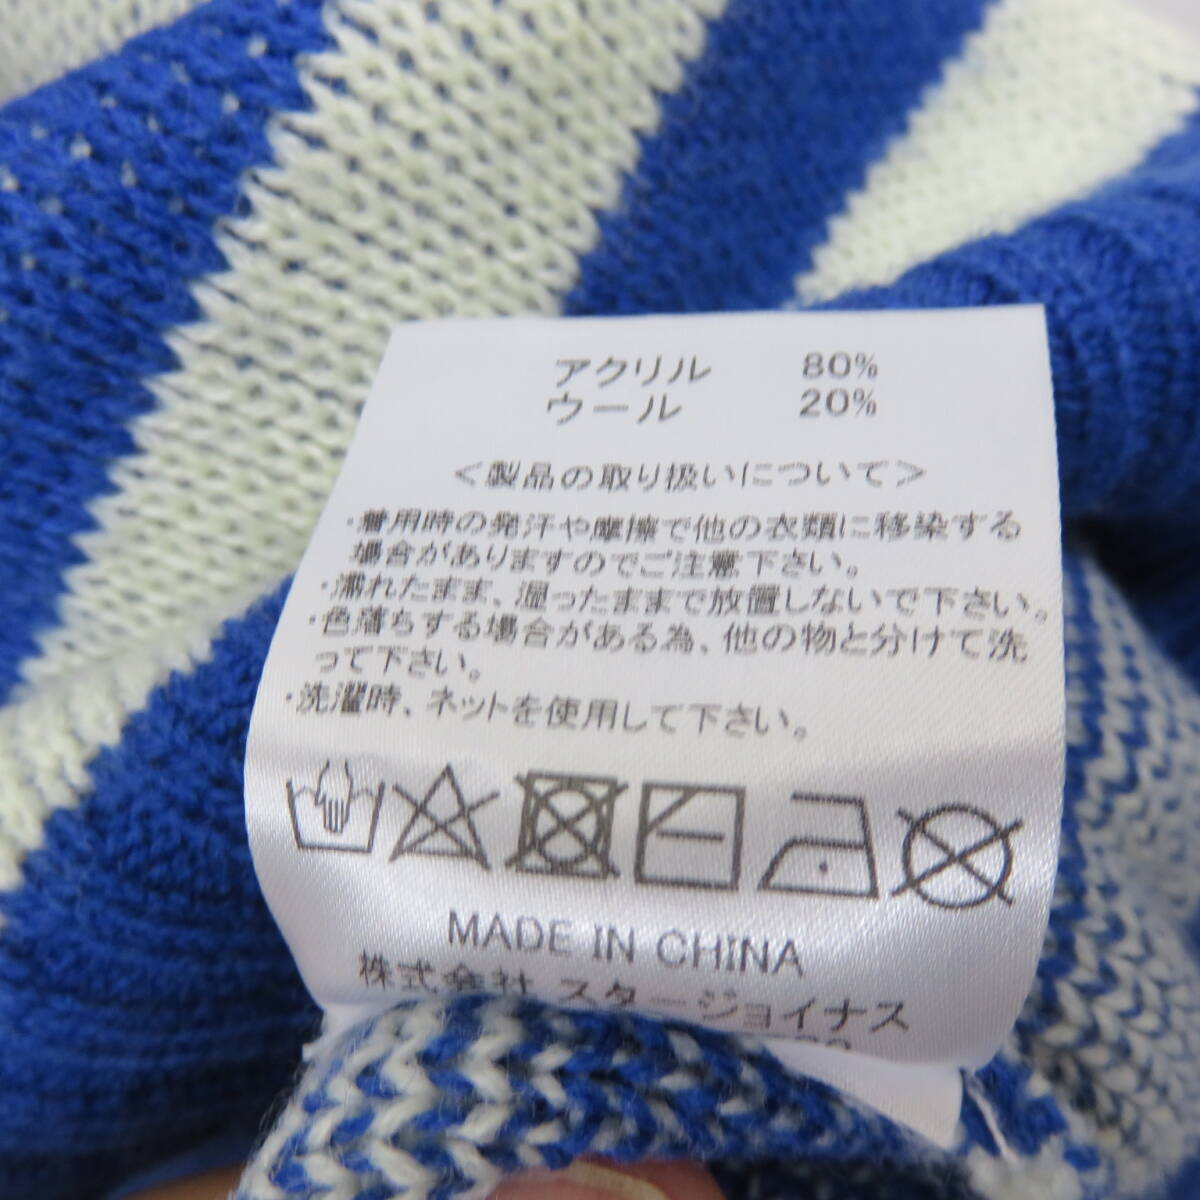 アクリル 80%
ウール 20%
＜製品の取り扱いについて＞
・着用時の発汗や摩擦で他の衣類に移染する
場合がありますのでご注意下さい。
・濡れたまま、湿ったままで放置しないで下さい。
・色落ちする場合がある為、他の物と分けて洗
って下さい。
・洗濯時、ネットを使用して下さい。
MADE IN CHINA
株式会社 スタージョイナス